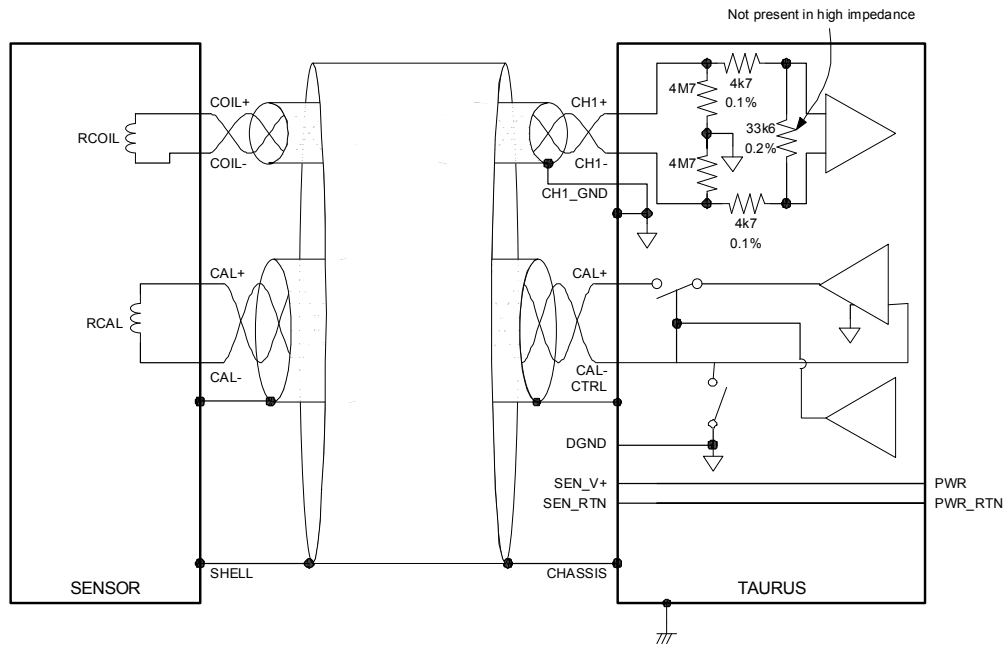 Not present in high impedance
COIL+
RCOIL
COIL-
CH1+
CH1-
CH1_GND
4M7
4M7
4k7
0.1%
33k6
0.2%
4k7
0.1%
CAL+
RCAL
CAL-
CAL+
CAL-
CTRL
DGND
SEN_V+
SEN_RTN
PWR
PWR_RTN
SHELL
CHASSIS
SENSOR
TAURUS